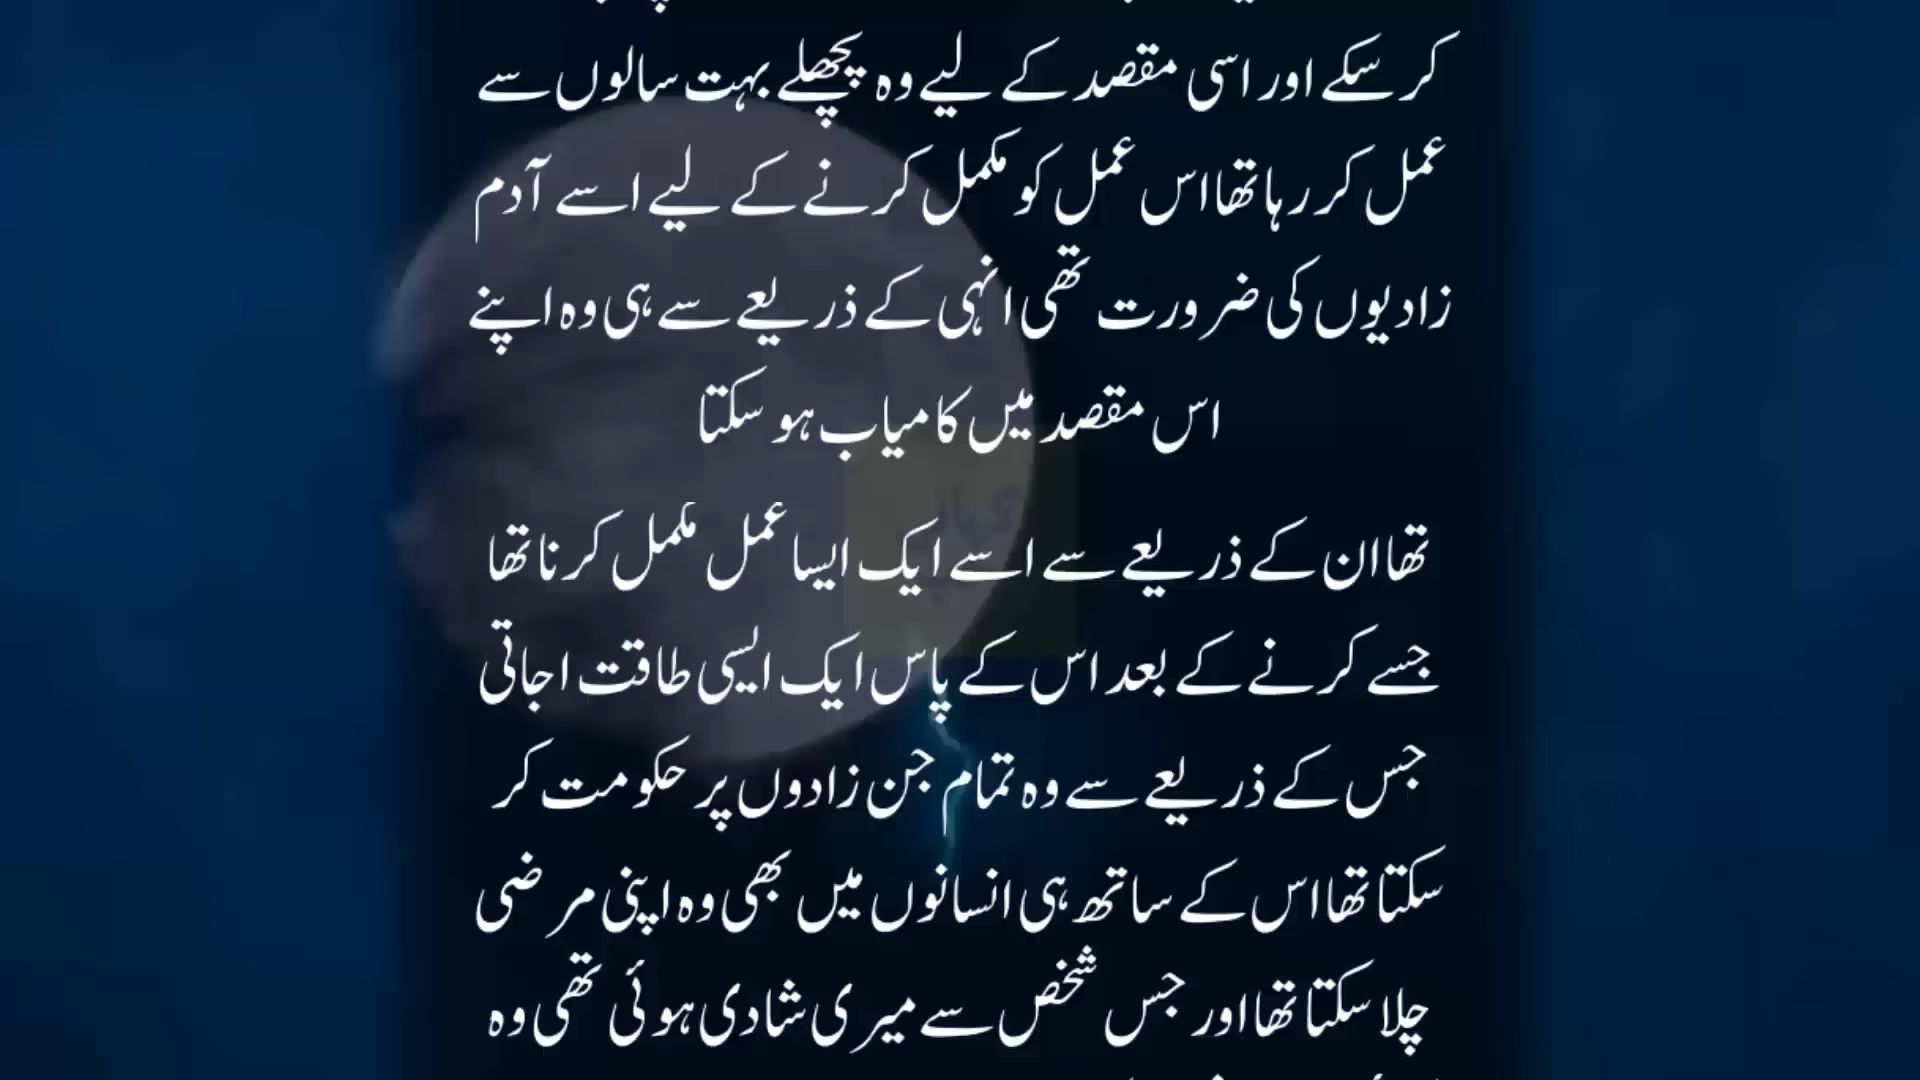 کر سکے اور اسی مقصد کے لیے وہ پچھلے بہت سالوں سے
عمل کر رہا تھا اس عمل کو مکمل کرنے کے لیے اسے آدم
زادیوں کی ضرورت تھی انہی کے ذریعے سے ہی وہ اپنے
اس مقصد میں کامیاب ہو سکتا
تھا ان کے ذریعے سے اسے ایک ایسا عمل مکمل کرنا تھا
جسے کرنے کے بعد اس کے پاس ایک ایسی طاقت اجاتی
جس کے ذریعے سے وہ تمام جن زادوں پر حکومت کر
سکتا تھا اس کے ساتھ ہی انسانوں میں بھی وہ اپنی مرضی
چلا سکتا تھا اور جس شخص سے میری شادی ہوئی تھی وہ